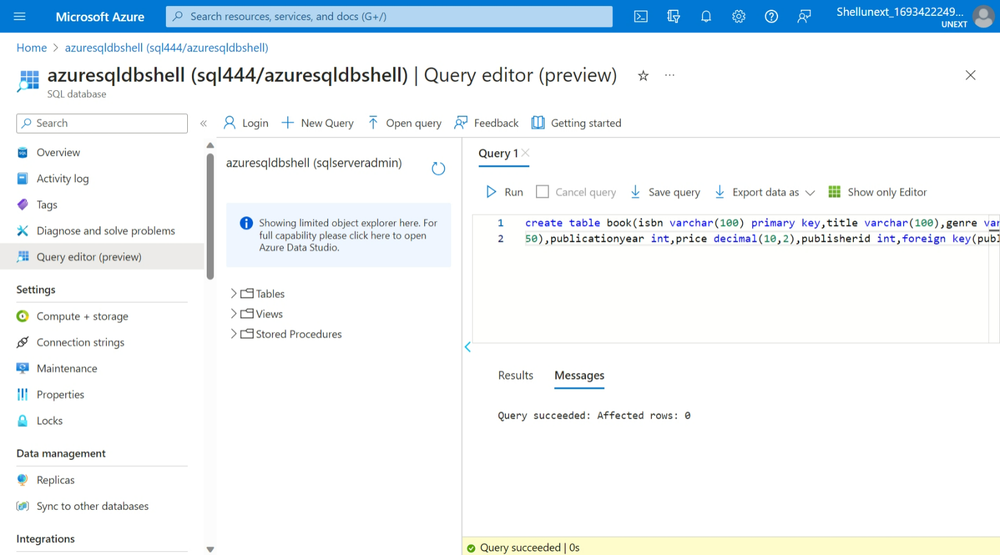 Microsoft Azure
Search resources, services, and docs (G+/)
Shellunext_1693422249...
UNEXT
Home > azuresqldbshell (sql444/azuresqldbshell)
azuresqldbshell (sql444/azuresqldbshell) | Query editor (preview)
SQL database
Search
Login
New Query
Open query
Feedback
Getting started
Overview
Activity log
Tags
Diagnose and solve problems
Query editor (preview)
Settings
Compute + storage
Connection strings
Maintenance
Properties
Locks
Data management
Replicas
Sync to other databases
Integrations
azuresqldbshell (sqlserveradmin)
Showing limited object explorer here. For
full capability please click here to open
Azure Data Studio.
Tables
Views
Stored Procedures
Query 1
Run
Cancel query
Save query
Export data as
Show only Editor
1 create table book(isbn varchar(100) primary key,title varchar(100),genre var
2 50),publicationyear int,price decimal(10,2),publisherid int,foreign key(publ
Results
Messages
Query succeeded: Affected rows: 0
Query succeeded | 0s